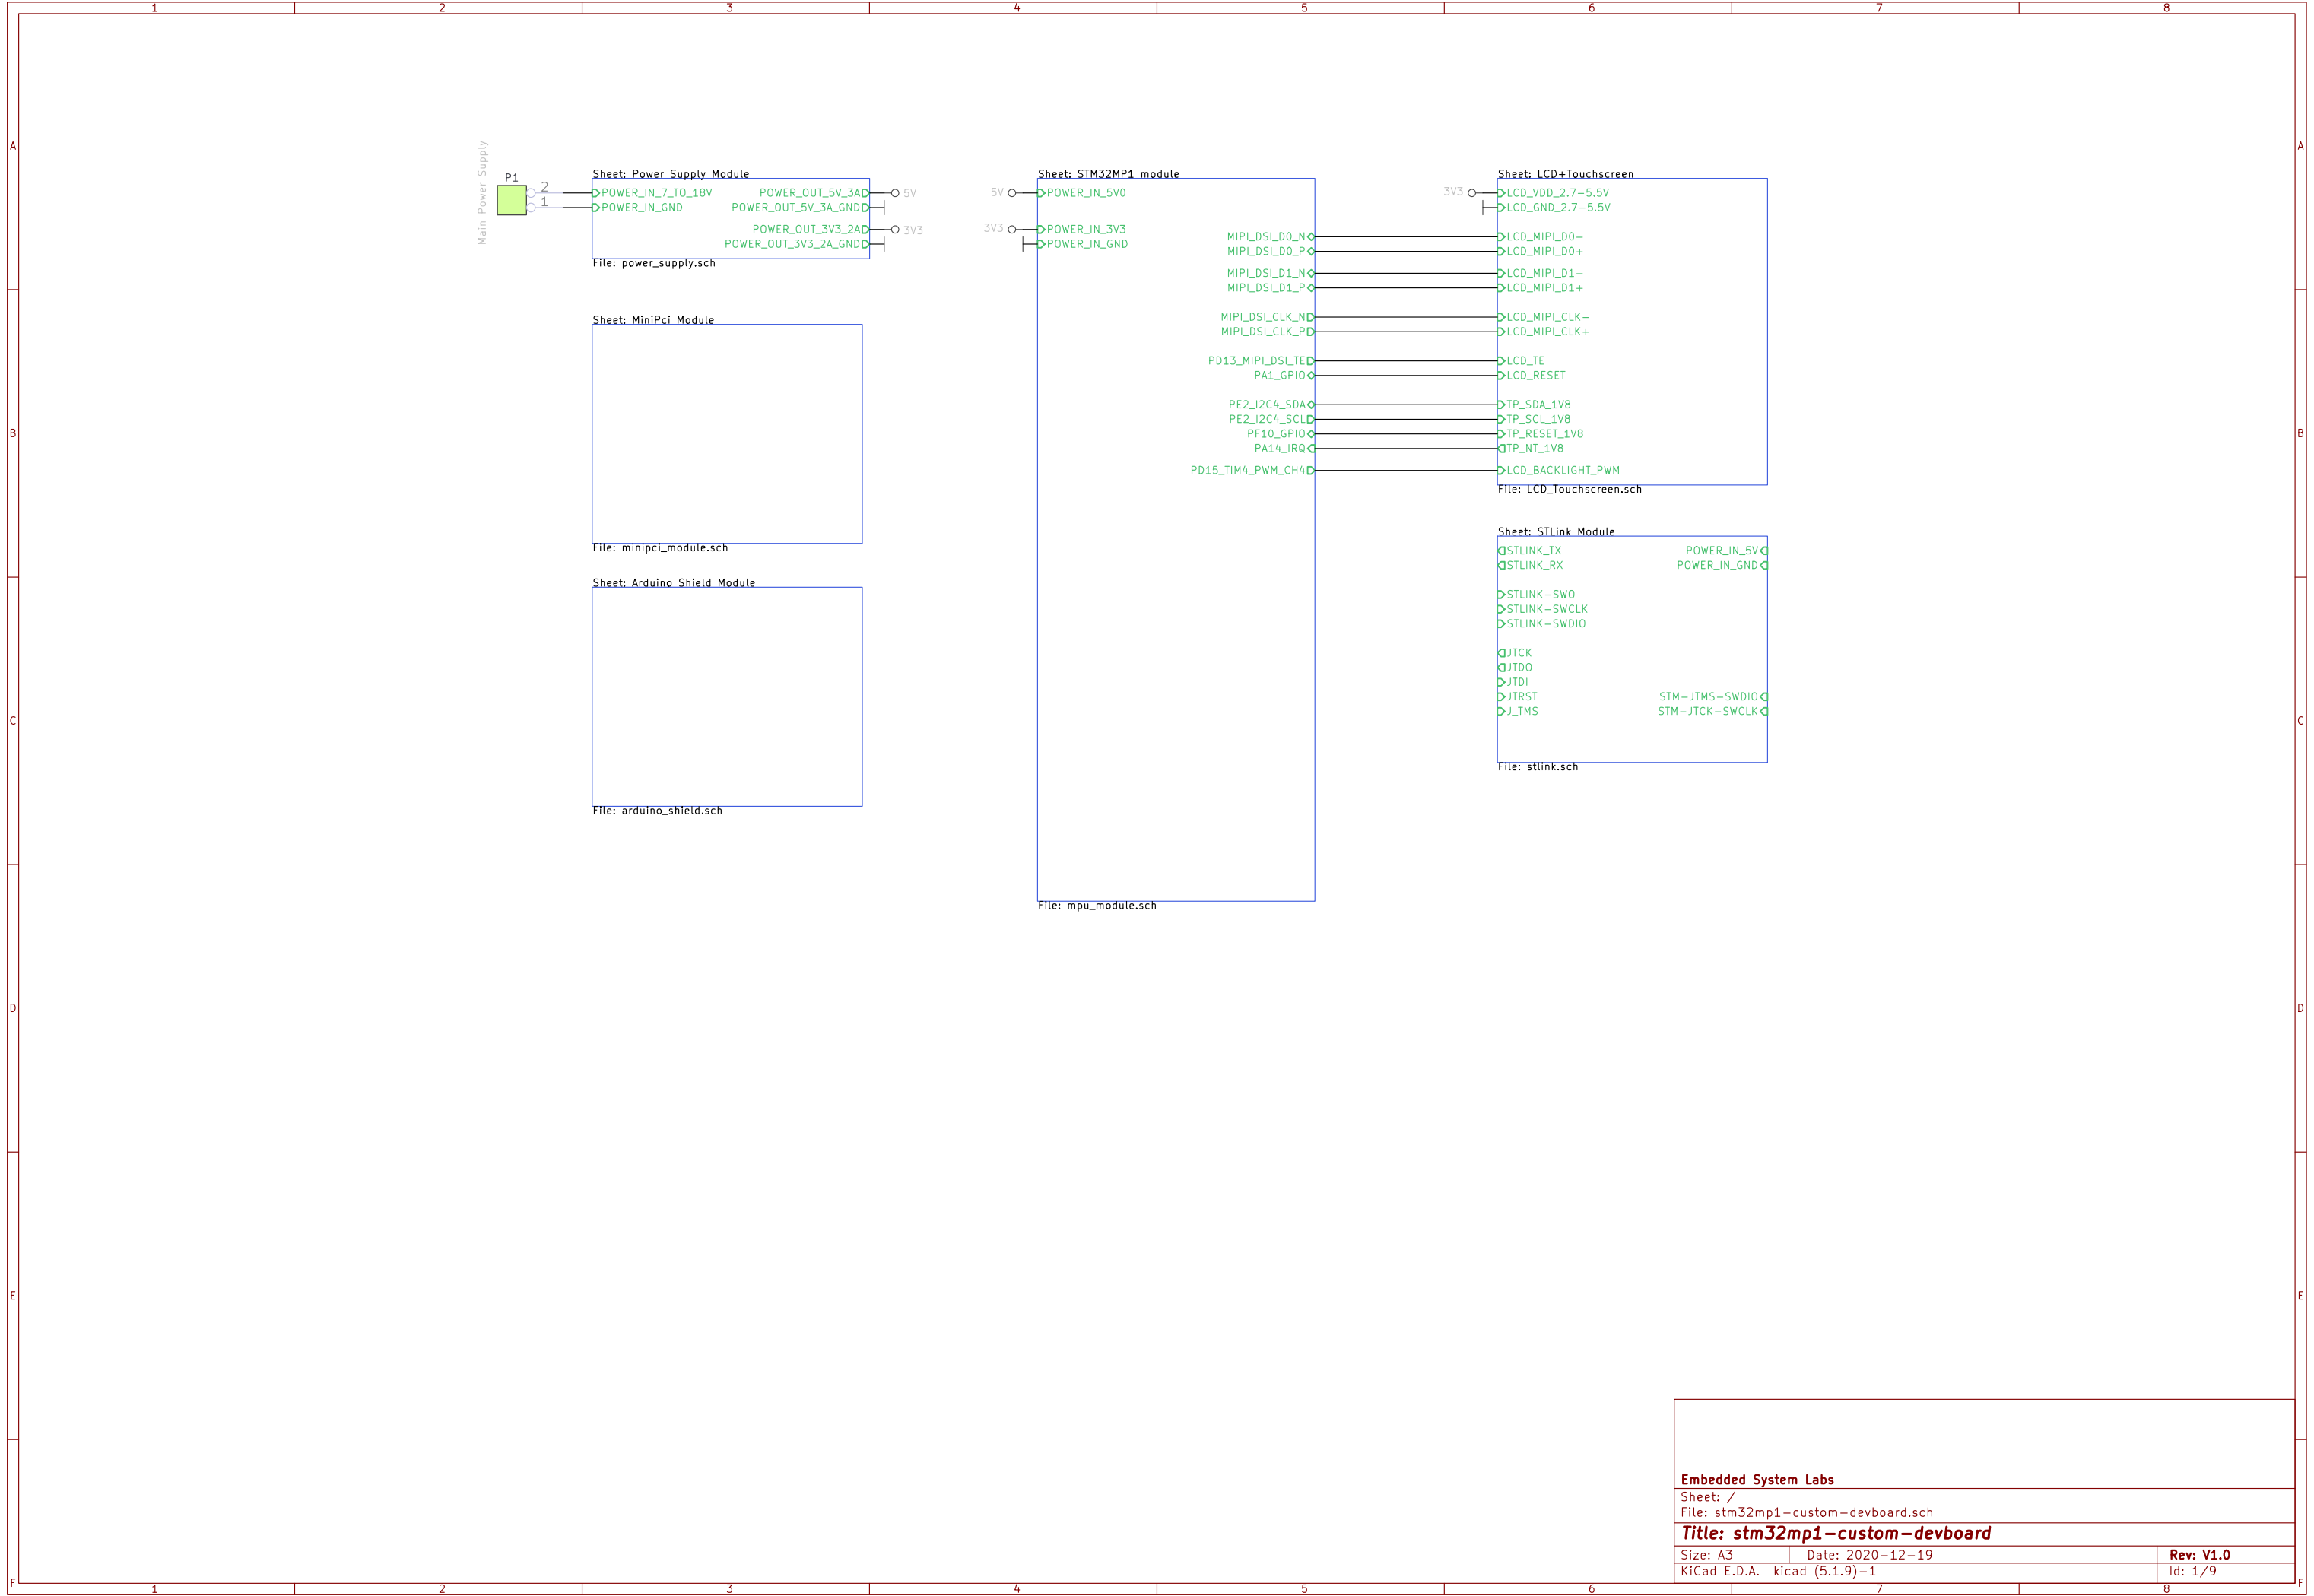 1 2 3 4 5 6 7 8
A
B
C
D
E
F
Main Power Supply
P1
2
1
Sheet: Power Supply Module
POWER_IN_7_TO_18V
POWER_IN_GND
POWER_OUT_5V_3A
POWER_OUT_5V_3A_GND
POWER_OUT_3V3_2A
POWER_OUT_3V3_2A_GND
5V
3V3
File: power_supply.sch
Sheet: MiniPci Module
File: minipci_module.sch
Sheet: Arduino Shield Module
File: arduino_shield.sch
Sheet: STM32MP1 module
5V
POWER_IN_5V0
3V3
POWER_IN_3V3
POWER_IN_GND
MIPI_DSI_D0_N
MIPI_DSI_D0_P
MIPI_DSI_D1_N
MIPI_DSI_D1_P
MIPI_DSI_CLK_N
MIPI_DSI_CLK_P
PD13_MIPI_DSI_TE
PA1_GPIO
PE2_I2C4_SDA
PE2_I2C4_SCL
PF10_GPIO
PA14_IRQ
PD15_TIM4_PWM_CH4
File: mpu_module.sch
Sheet: LCD+Touchscreen
3V3
LCD_VDD_2.7-5.5V
LCD_GND_2.7-5.5V
LCD_MIPI_D0-
LCD_MIPI_D0+
LCD_MIPI_D1-
LCD_MIPI_D1+
LCD_MIPI_CLK-
LCD_MIPI_CLK+
LCD_TE
LCD_RESET
TP_SDA_1V8
TP_SCL_1V8
TP_RESET_1V8
TP_NT_1V8
LCD_BACKLIGHT_PWM
File: LCD_Touchscreen.sch
Sheet: STLink Module
STLINK_TX
STLINK_RX
STLINK-SWO
STLINK-SWCLK
STLINK-SWDIO
JTCK
JTDO
JTDI
JTRST
J_TMS
POWER_IN_5V
POWER_IN_GND
STM-JTMS-SWDIO
STM-JTCK-SWCLK
File: stlink.sch
A
B
C
D
E
F
Embedded System Labs
Sheet: /
File: stm32mp1-custom-devboard.sch
Title: stm32mp1-custom-devboard
Size: A3 Date: 2020-12-19 Rev: V1.0
KiCad E.D.A. kicad (5.1.9)-1 Id: 1/9
1 2 3 4 5 6 7 8